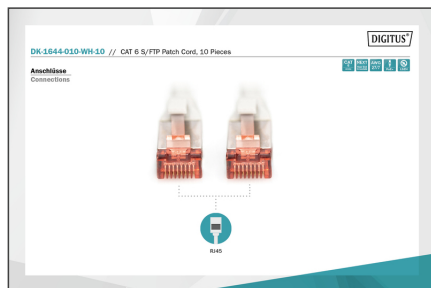 DIGITUS®
DK-1644-010-WH-10 // CAT 6 S/FTP Patch Cord, 10 Pieces
Anschlüsse
Connections
RJ45